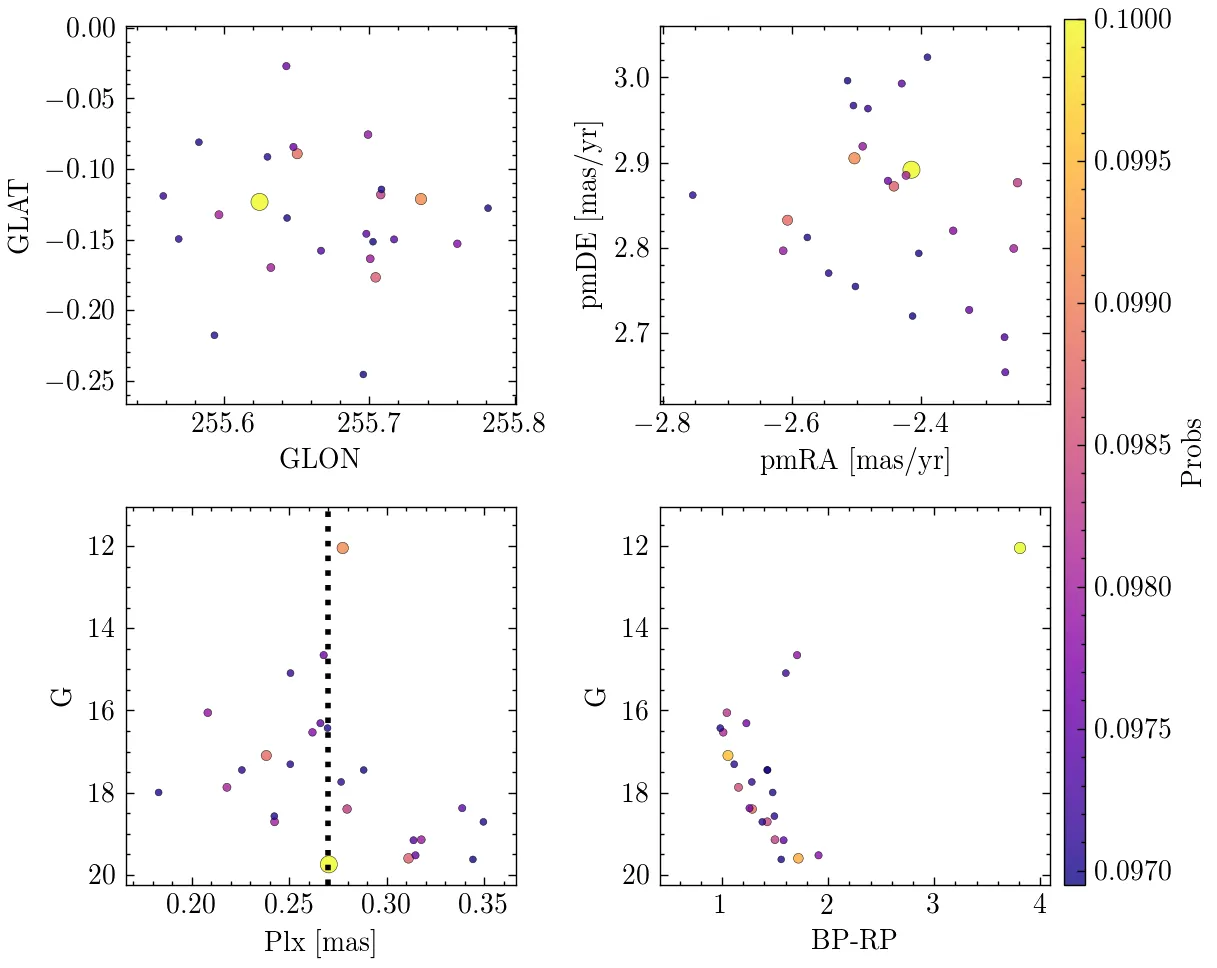 0.00
−0.05
−0.10
−0.15
−0.20
−0.25
GLAT
255.6 255.7 255.8
GLON
3.0
2.9
2.8
2.7
pmDE [mas/yr]
−2.8 −2.6 −2.4
pmRA [mas/yr]
12
14
16
18
20
G
0.20 0.25 0.30 0.35
Plx [mas]
12
14
16
18
20
G
1 2 3 4
BP-RP
0.1000
0.0995
0.0990
0.0985
0.0980
0.0975
0.0970
Probs